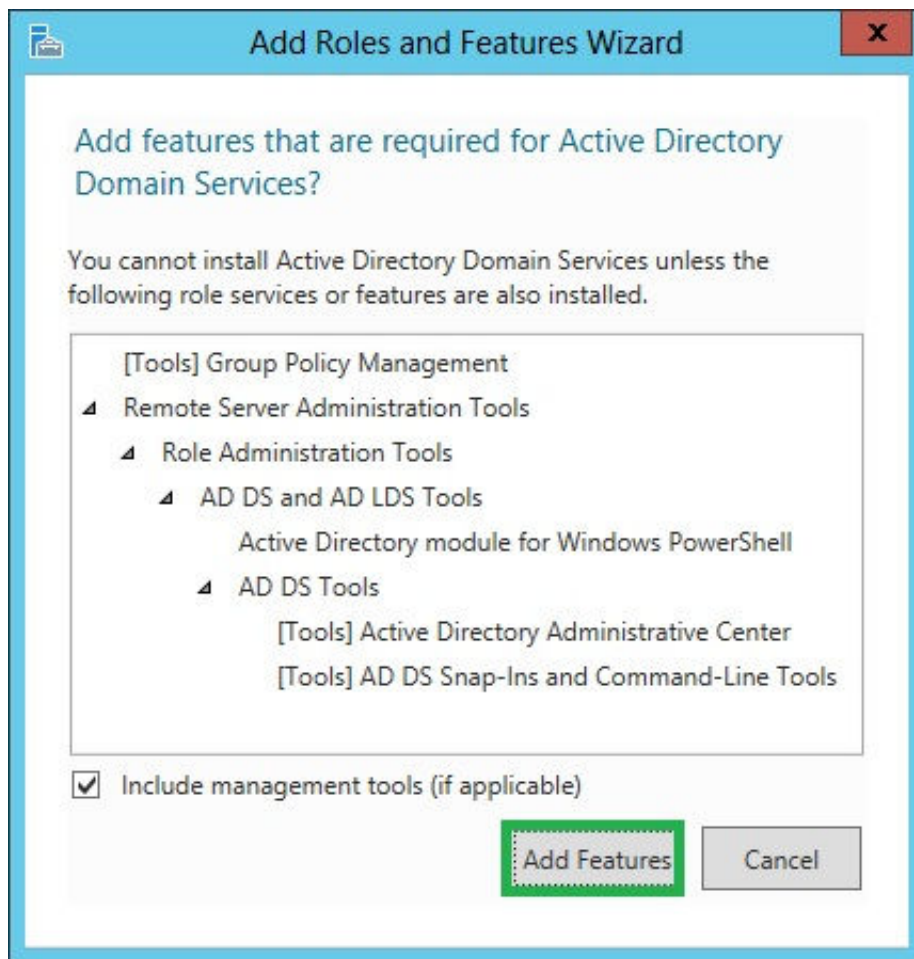 Add Roles and Features Wizard
x
Add features that are required for Active Directory
Domain Services?
You cannot install Active Directory Domain Services unless the
following role services or features are also installed.
[Tools] Group Policy Management
Remote Server Administration Tools
Role Administration Tools
AD DS and AD LDS Tools
Active Directory module for Windows PowerShell
AD DS Tools
[Tools] Active Directory Administrative Center
[Tools] AD DS Snap-Ins and Command-Line Tools
Include management tools (if applicable)
Add Features
Cancel